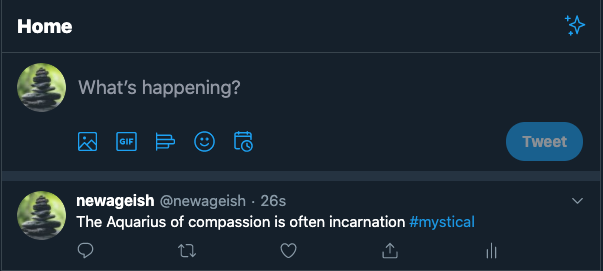 Home
What's happening?
GIF
Tweet
newageish @newageish · 26s
The Aquarius of compassion is often incarnation #mystical